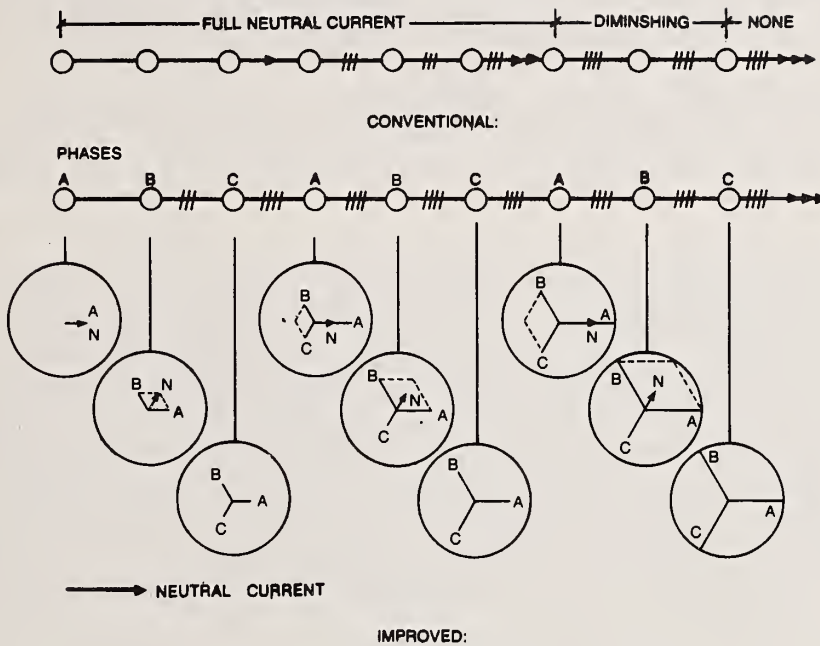 FULL NEUTRAL CURRENT DIMINSHING NONE
CONVENTIONAL:
PHASES
A B C A B C A B C
A
N
B N
A
B
A
C
B
A
N
C
B
N
A
C
B
A
C
B
A
N
C
B
N
A
C
B
A
C
NEUTRAL CURRENT
IMPROVED: